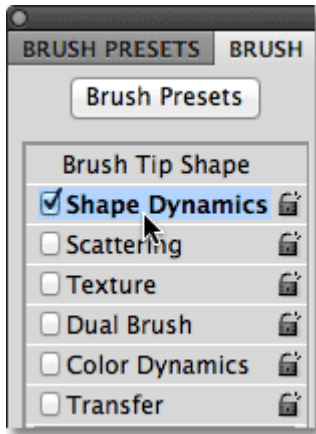 BRUSH PRESETS BRUSH
Brush Presets
Brush Tip Shape
Shape Dynamics
Scattering
Texture
Dual Brush
Color Dynamics
Transfer